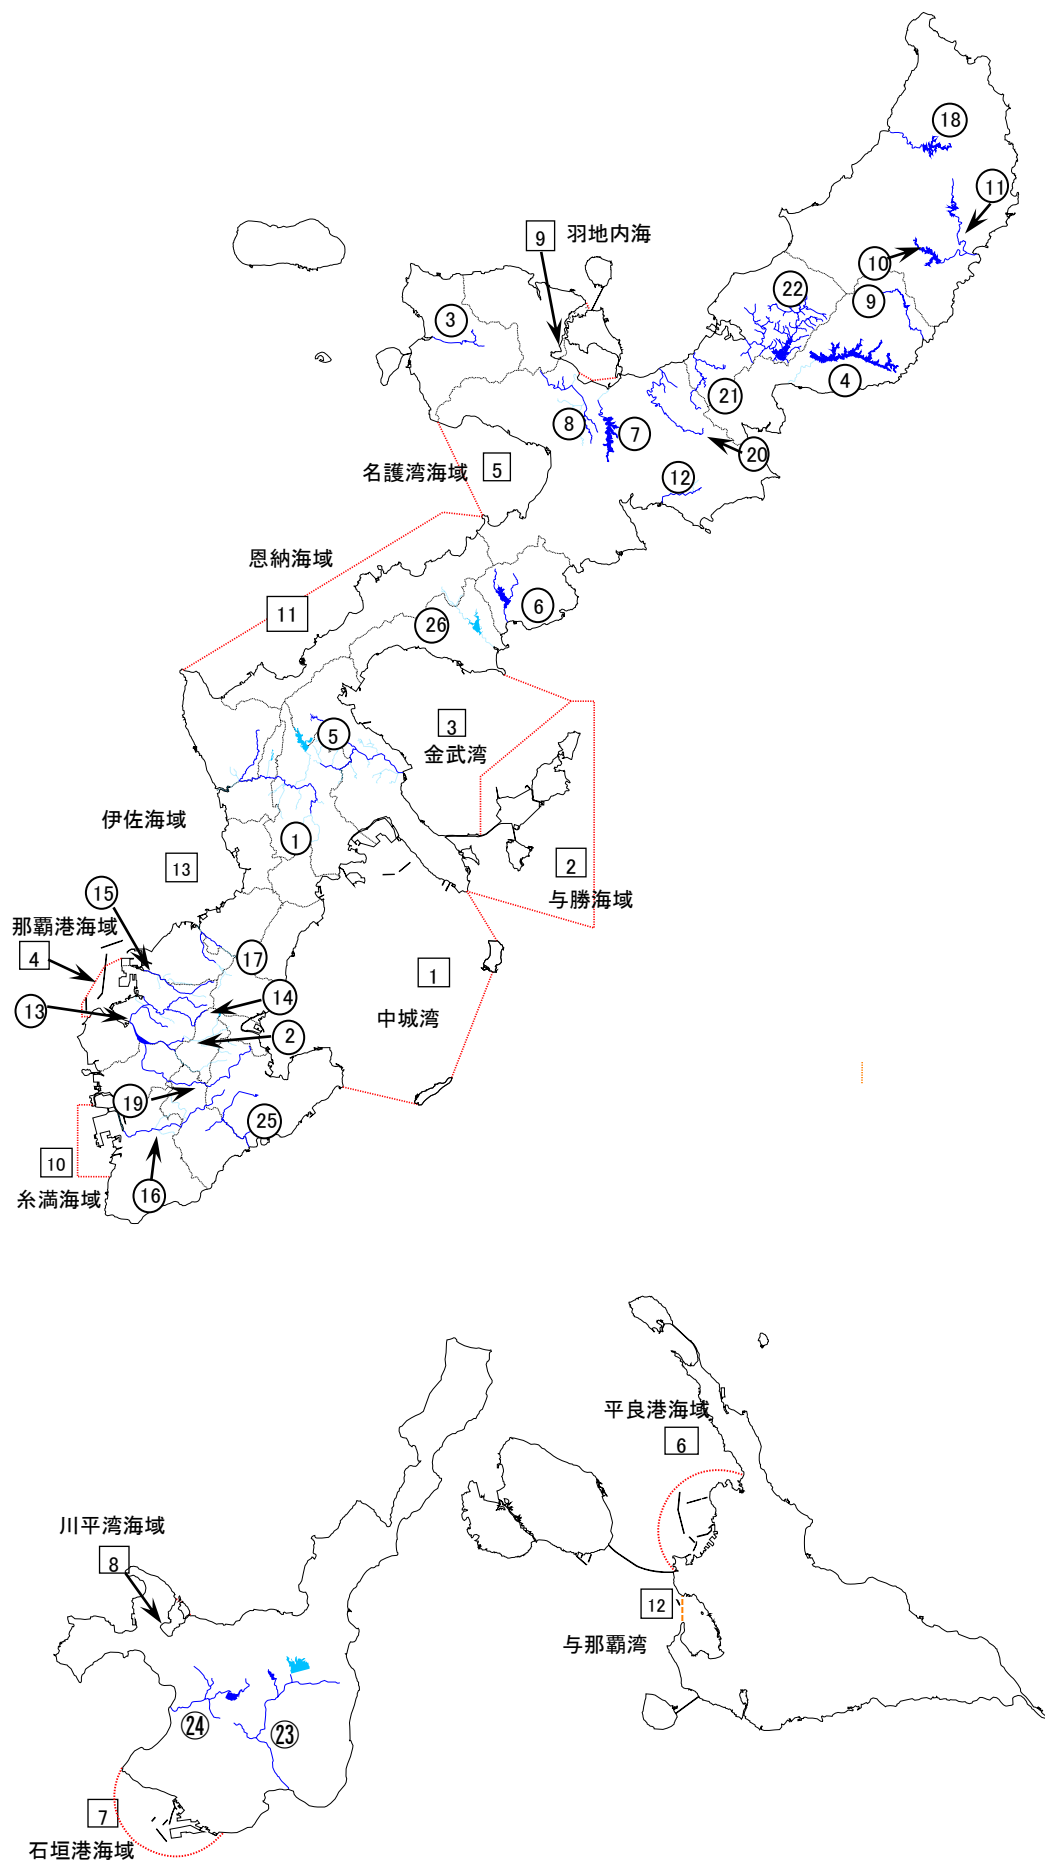 18
11
9 羽地内海
10
22
9
3
4
21
8
7
20
名護湾海域 5
12
恩納海域
11
6
26
3
5
金武湾
伊佐海域
1
13
2
15
与勝海域
那覇港海域
4
17
1
14
13
中城湾
2
19
25
10
16
糸満海域
平良港海域
6
川平湾海域
8
12
与那覇湾
24
23
7
石垣港海域